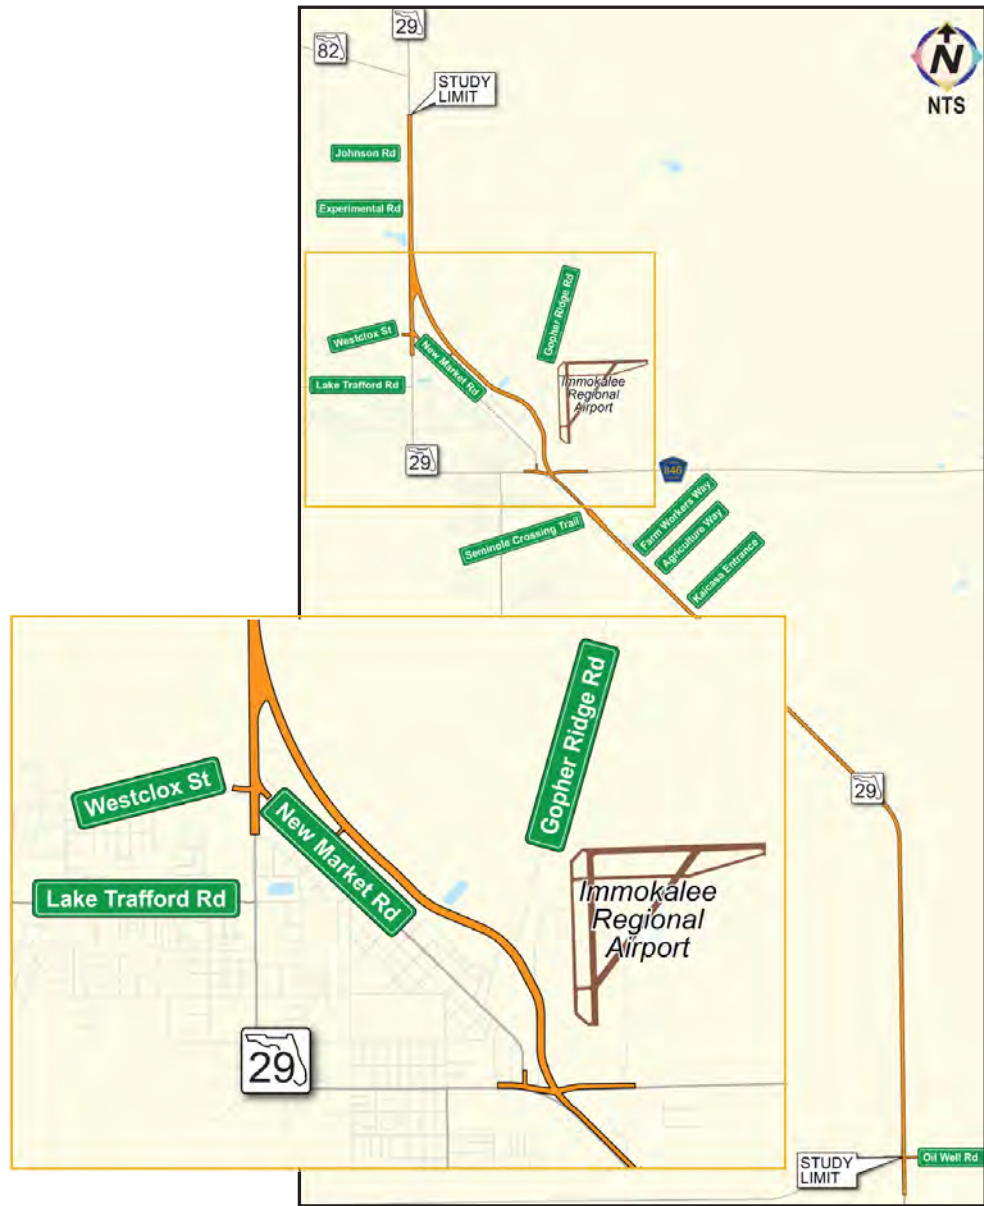 29
82
N
NTS
STUDY
LIMIT
Johnson Rd
Experimental Rd
Gopher Ridge Rd
Westclox St
New Market Rd
Lake Trafford Rd
Immokalee
Regional
Airport
29
846
Seminole Crossing Trail
Farm Workers Way
Agriculture Way
Kaicasa Entrance
Gopher Ridge Rd
Westclox St
New Market Rd
Lake Trafford Rd
Immokalee
Regional
Airport
29
29
STUDY
LIMIT
Oil Well Rd